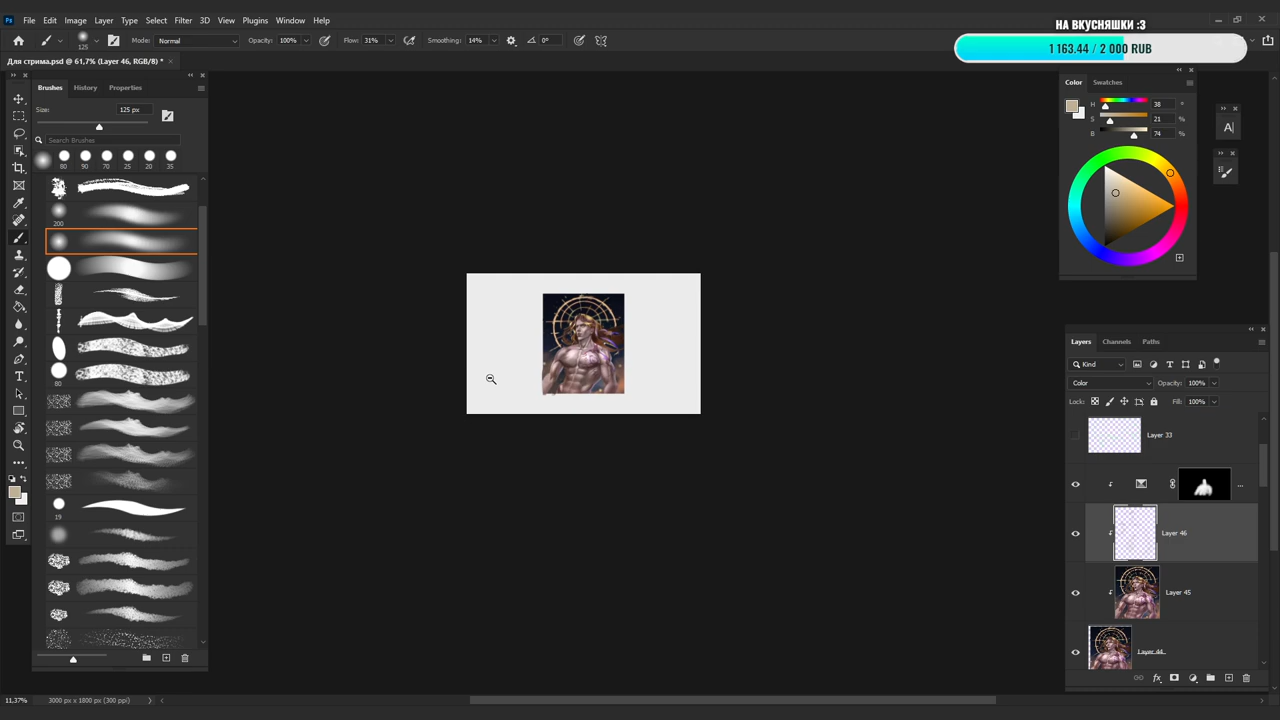 Ps File Edit Image Layer Type Select Filter 3D View Plugins Window Help
НА ВКУСНЯШКИ :3
125 Mode: Normal Opacity: 100% Flow: 31% Smoothing: 14% 0°
1 163.44 / 2 000 RUB
Для стрима.psd @ 61,7% (Layer 46, RGB/8) *
Brushes History Properties
Color Swatches
Size: 125 px
H 38 °
S 21 %
B 74 %
A
Search Brushes
80 90 70 25 20 35
200
80
19
Layers Channels Paths
Kind
Color Opacity: 100%
Lock: Fill: 100%
Layer 33
...
Layer 46
Layer 45
Layer 44
fx
11,37% 3000 px x 1800 px (300 ppi)